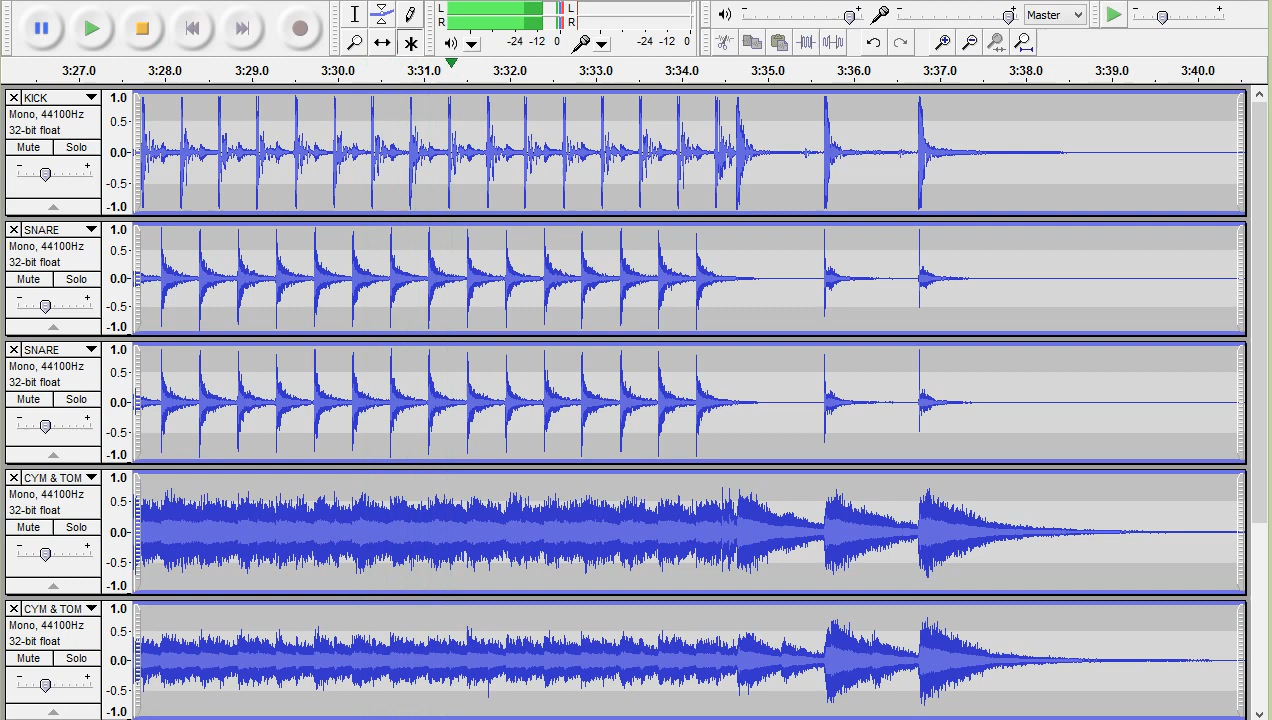 L
R
L
R
-24 -12 0
-24 -12 0
Master
3:27.0 3:28.0 3:29.0 3:30.0 3:31.0 3:32.0 3:33.0 3:34.0 3:35.0 3:36.0 3:37.0 3:38.0 3:39.0 3:40.0
KICK
Mono, 44100Hz
32-bit float
Mute Solo
- +
1.0
0.5-
0.0-
-0.5-
-1.0
SNARE
Mono, 44100Hz
32-bit float
Mute Solo
- +
1.0
0.5-
0.0-
-0.5-
-1.0
SNARE
Mono, 44100Hz
32-bit float
Mute Solo
- +
1.0
0.5-
0.0-
-0.5-
-1.0
CYM & TOM
Mono, 44100Hz
32-bit float
Mute Solo
- +
1.0
0.5-
0.0-
-0.5-
-1.0
CYM & TOM
Mono, 44100Hz
32-bit float
Mute Solo
- +
1.0
0.5-
0.0-
-0.5-
-1.0